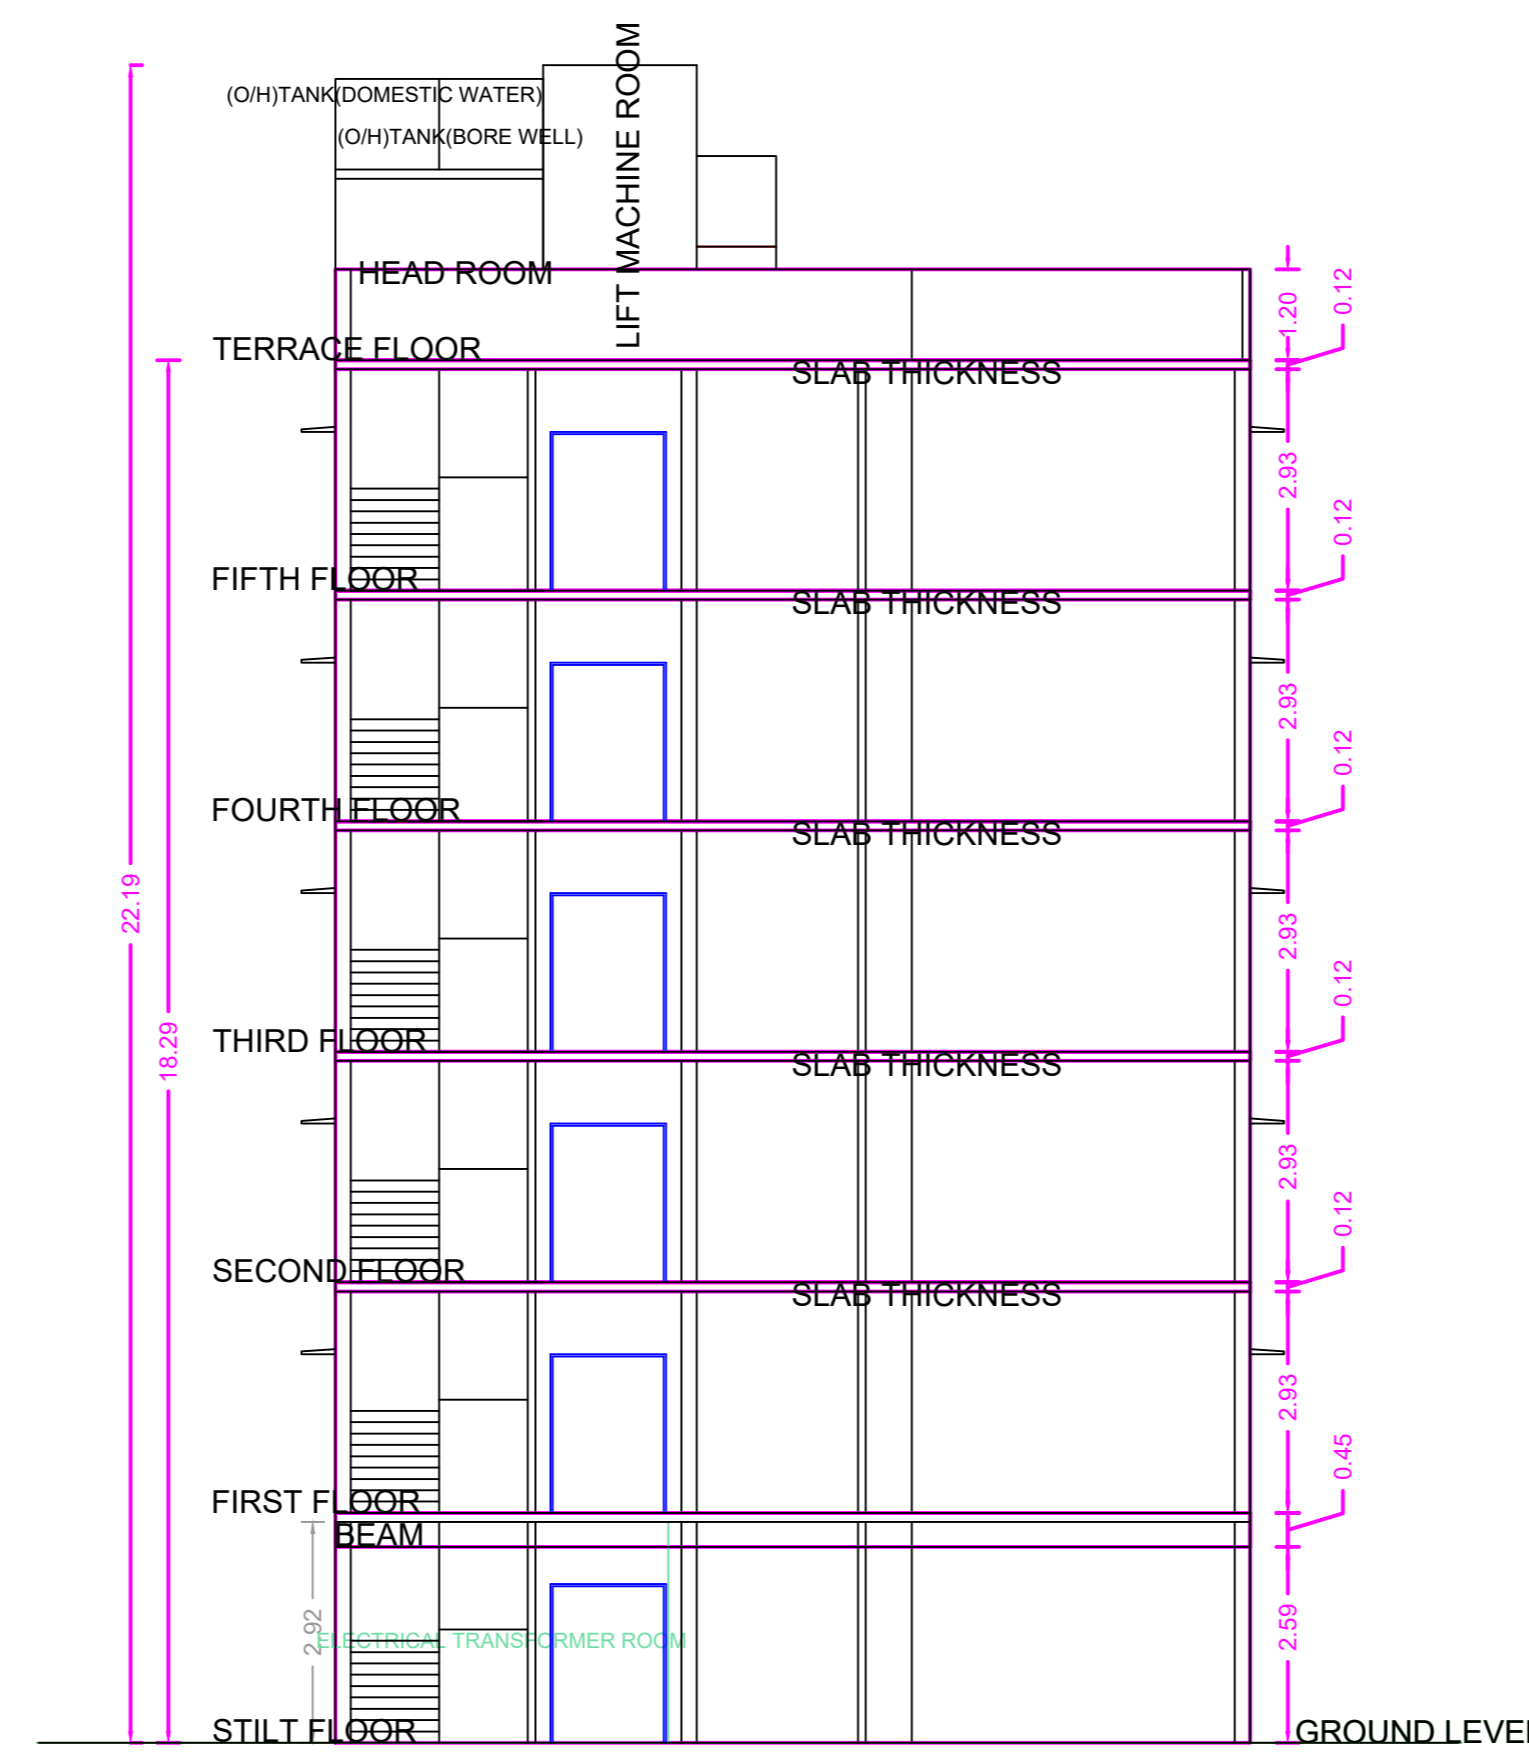 LIFT MACHINE ROOM
(O/H)TANK(DOMESTIC WATER)
(O/H)TANK(BORE WELL)
HEAD ROOM
1.20
0.12
TERRACE FLOOR
SLAB THICKNESS
2.93
0.12
FIFTH FLOOR
SLAB THICKNESS
2.93
0.12
FOURTH FLOOR
SLAB THICKNESS
22.19
2.93
0.12
THIRD FLOOR
18.29
SLAB THICKNESS
2.93
0.12
SECOND FLOOR
SLAB THICKNESS
2.93
0.45
FIRST FLOOR
BEAM
2.92
2.59
ELECTRICAL TRANSFORMER ROOM
STILT FLOOR
GROUND LEVEL